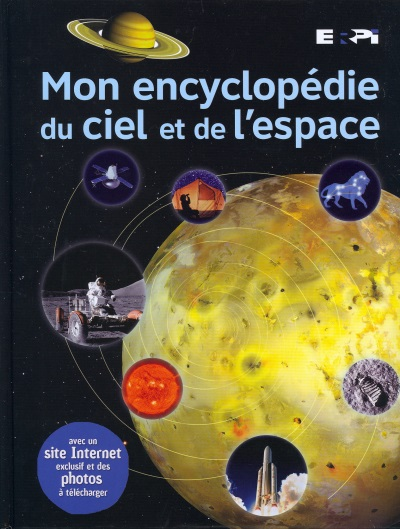 ERPI
Mon encyclopédie
du ciel et de l'espace
avec un
site Internet
exclusif et des
photos
à télécharger